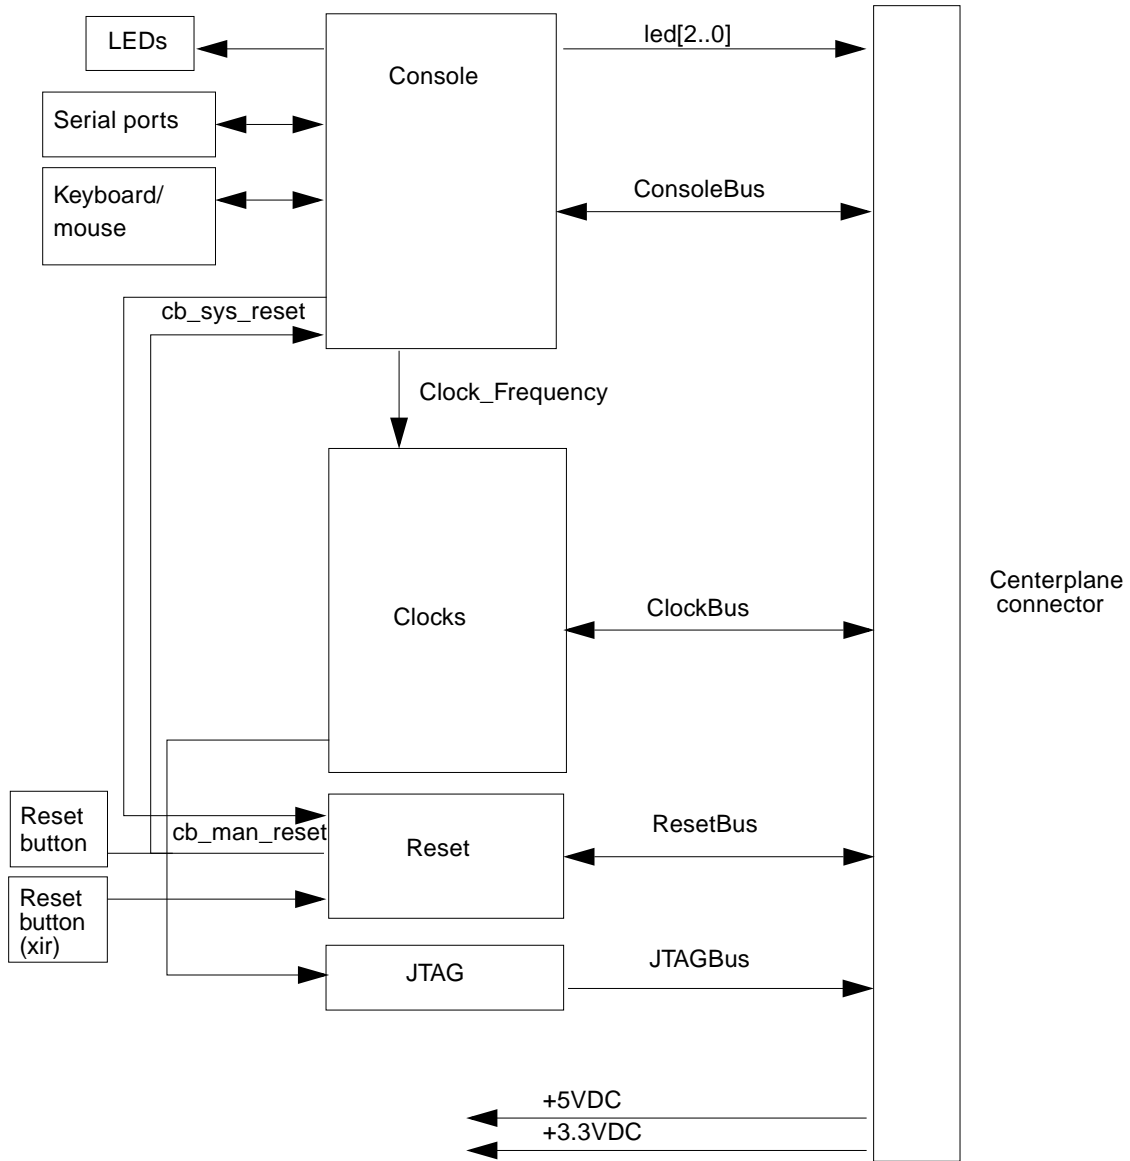 LEDs
led[2..0]
Console
Serial ports
Keyboard/
mouse
ConsoleBus
cb_sys_reset
Clock_Frequency
Centerplane
connector
Clocks
ClockBus
Reset
button
cb_man_reset
Reset
ResetBus
Reset
button
(xir)
JTAG
JTAGBus
+5VDC
+3.3VDC